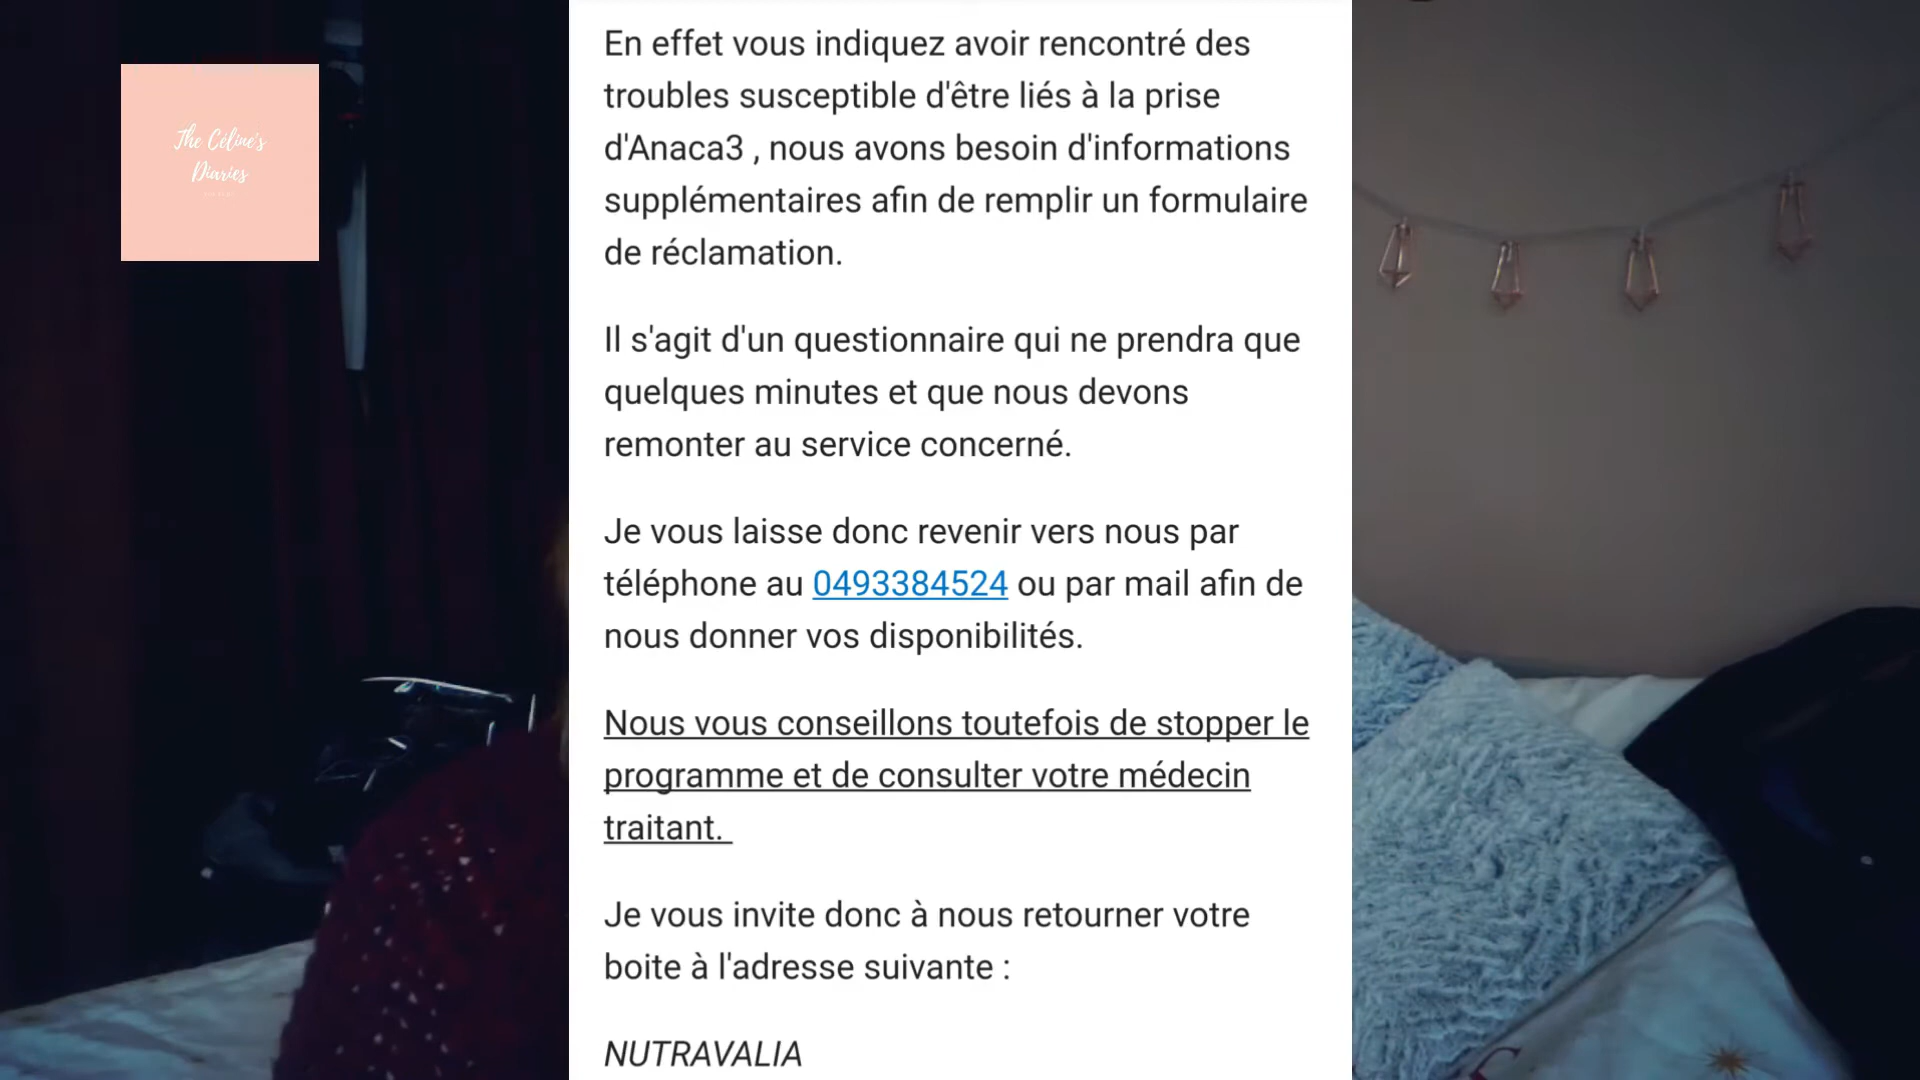 The Céline's
Diaries
En effet vous indiquez avoir rencontré des
troubles susceptible d'être liés à la prise
d'Anaca3 , nous avons besoin d'informations
supplémentaires afin de remplir un formulaire
de réclamation.
Il s'agit d'un questionnaire qui ne prendra que
quelques minutes et que nous devons
remonter au service concerné.
Je vous laisse donc revenir vers nous par
téléphone au 0493384524 ou par mail afin de
nous donner vos disponibilités.
Nous vous conseillons toutefois de stopper le
programme et de consulter votre médecin
traitant.
Je vous invite donc à nous retourner votre
boite à l'adresse suivante :
NUTRAVALIA